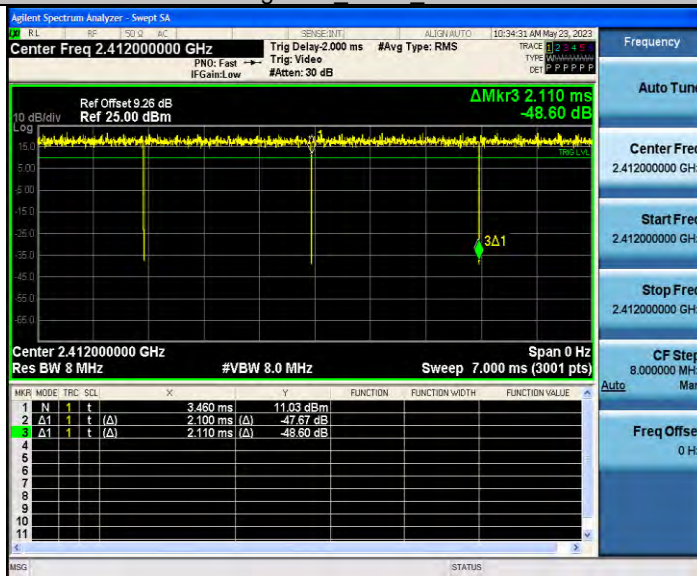 Agilent Spectrum Analyzer - Swept SA
RL RF 50 Ω AC SENSE:INT ALIGN AUTO 10:34:31 AM May 23, 2023
Center Freq 2.412000000 GHz
PNO: Fast
IFGain:Low
Trig Delay-2.000 ms
Trig: Video
#Atten: 30 dB
#Avg Type: RMS
TRACE 1 2 3 4 5 6
TYPE
DET P P P P P P
Ref Offset 9.26 dB
10 dB/div Ref 25.00 dBm
Log
ΔMkr3 2.110 ms
-48.60 dB
15.0
TRIG LVL
5.00
-5.00
-15.0
-25.0
3Δ1
-35.0
-45.0
-55.0
-65.0
Center 2.412000000 GHz Span 0 Hz
Res BW 8 MHz #VBW 8.0 MHz Sweep 7.000 ms (3001 pts)
MKR MODE TRC SCL X Y FUNCTION FUNCTION WIDTH FUNCTION VALUE
1 N 1 t 3.460 ms 11.03 dBm
2 Δ1 1 t (Δ) 2.100 ms (Δ) -47.67 dB
3 Δ1 1 t (Δ) 2.110 ms (Δ) -48.60 dB
4
5
6
7
8
9
10
11
MSG STATUS
Frequency
Auto Tune
Center Freq
2.412000000 GHz
Start Freq
2.412000000 GHz
Stop Freq
2.412000000 GHz
CF Step
8.000000 MHz
Auto Man
Freq Offset
0 Hz